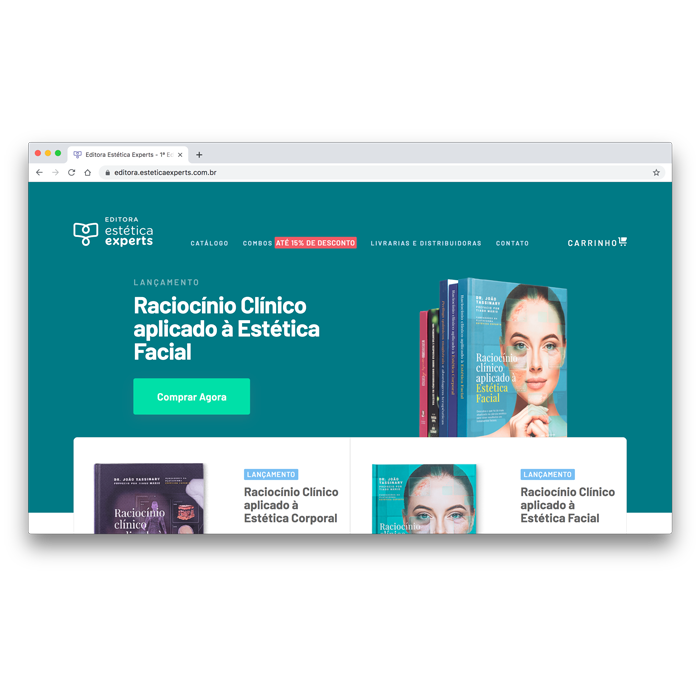 Editora Estética Experts - 1ª E
editora.esteticaexperts.com.br
EDITORA
estética
experts
CATÁLOGO COMBOS ATÉ 15% DE DESCONTO LIVRARIAS E DISTRIBUIDORAS CONTATO CARRINHO
LANÇAMENTO
Raciocínio Clínico
aplicado à Estética
Facial
Comprar Agora
DR. JOÃO
TASSINARY
Raciocínio
clínico
aplicado à
Estética
Facial
LANÇAMENTO
Raciocínio Clínico
aplicado à
Estética Corporal
DR. JOÃO TASSINARY
Raciocínio
clínico
LANÇAMENTO
Raciocínio Clínico
aplicado à
Estética Facial
DR. JOÃO
TASSINARY
Raciocínio